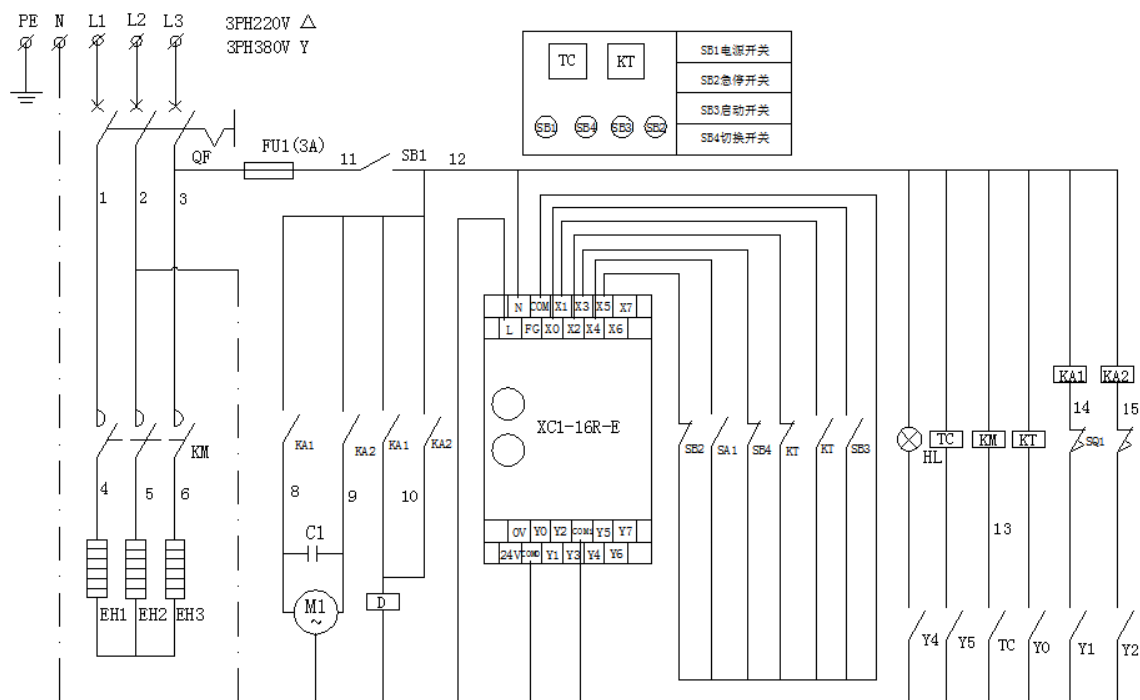 PE N L1 L2 L3 3PH220V △
3PH380V Y
TC KT SB1电源开关
SB2急停开关
SB3启动开关
SB1 SB4 SB3 SB2 SB4切换开关
QF FU1(3A) 11 SB1 12
1 2 3
N COM X1 X3 X5 X7
L FG X0 X2 X4 X6
KA1 KA2
14 15
XC1-16R-E
KM KA1 KA2 KA1 KA2 SB2 SA1 SB4 KT KT SB3 HL TC KM KT SQ1
4 5 6 8 9 10
C1 0V Y0 Y2 COM1 Y5 Y7 13
24V COM0 Y1 Y3 Y4 Y6
EH1 EH2 EH3 M1 ~ D
Y4 Y5 TC Y0 Y1 Y2